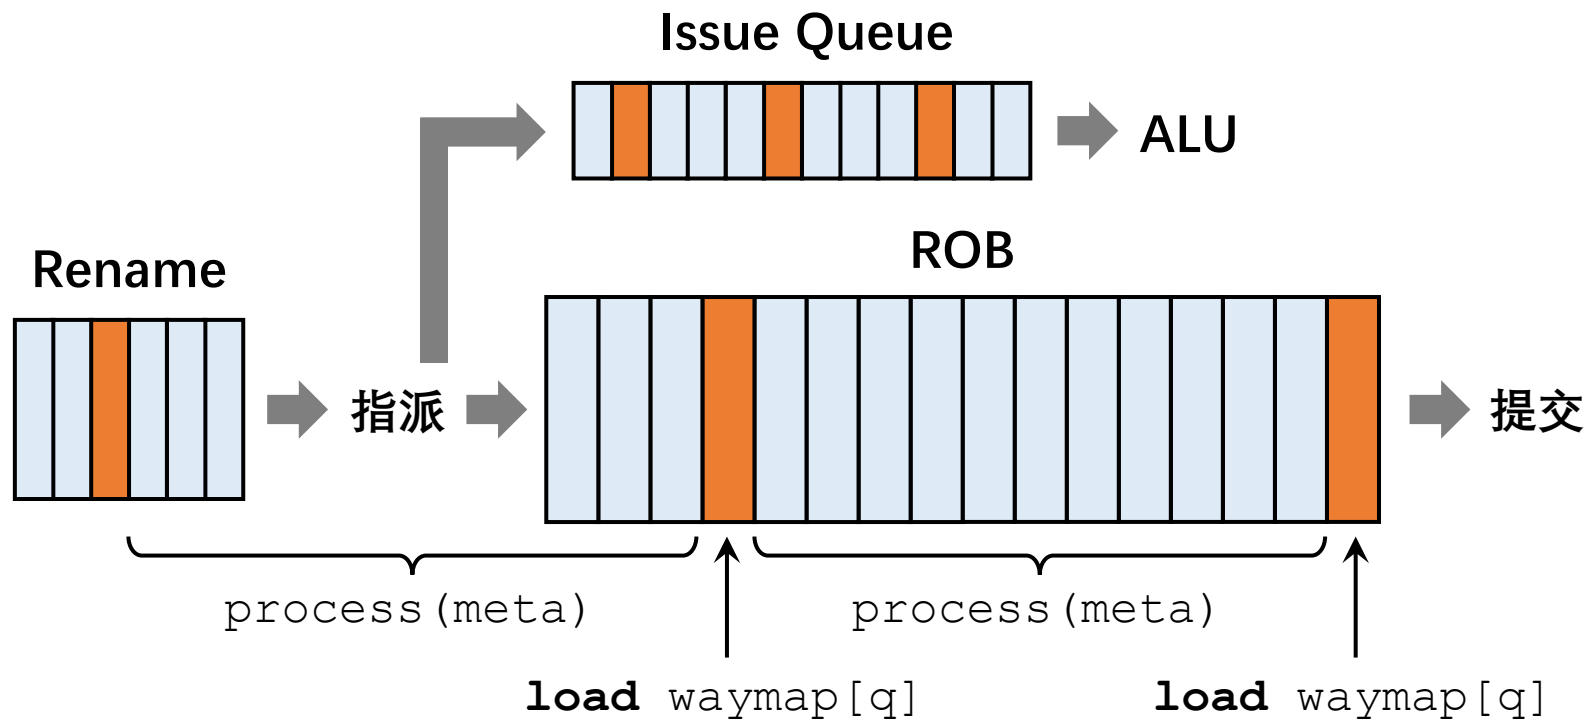 Issue Queue
ALU
Rename
ROB
指派
提交
process(meta)
process(meta)
load waymap[q]
load waymap[q]